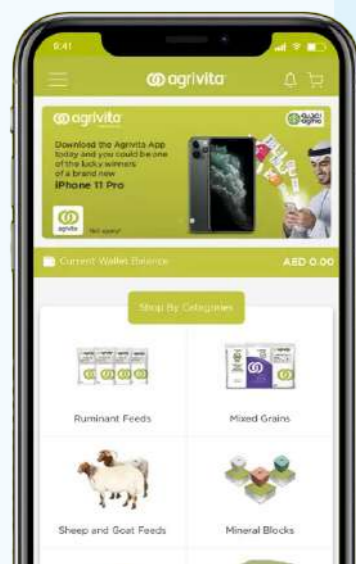 9:41
agrivita
agrivita
Download the Agrivita App
today and you could be one
of the lucky winners
of a brand new
iPhone 11 Pro
agrivita
Current Wallet Balance
AED 0.00
Shop By Categories
Ruminant Feeds
Mixed Grains
Sheep and Goat Feeds
Mineral Blocks